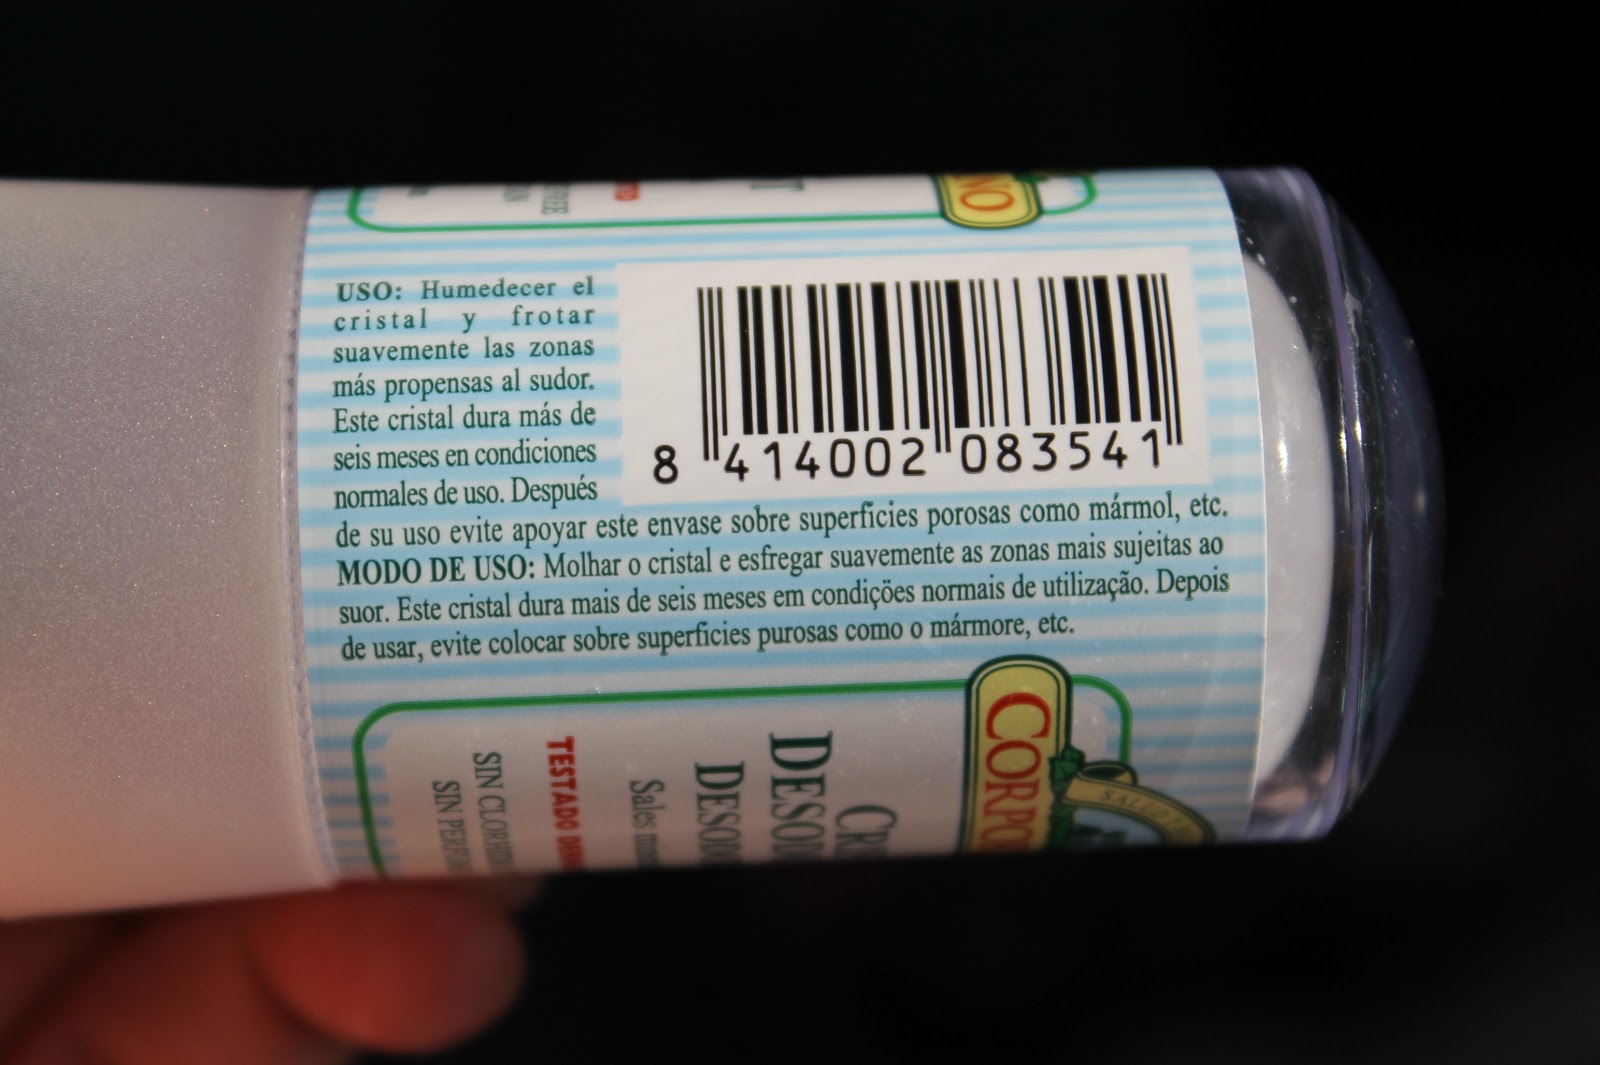 USO: Humedecer el
cristal y frotar
suavemente las zonas
más propensas al sudor.
Este cristal dura más de
seis meses en condiciones
normales de uso. Después
de su uso evite apoyar este envase sobre superficies porosas como mármol, etc.
MODO DE USO: Molhar o cristal e esfregar suavemente as zonas mais sujeitas ao
suor. Este cristal dura mais de seis meses em condições normais de utilização. Depois
de usar, evite colocar sobre superficies purosas como o mármore, etc.
8 414002 083541
SALUD
Sales
TESTADO
SIN
SIN
FREE